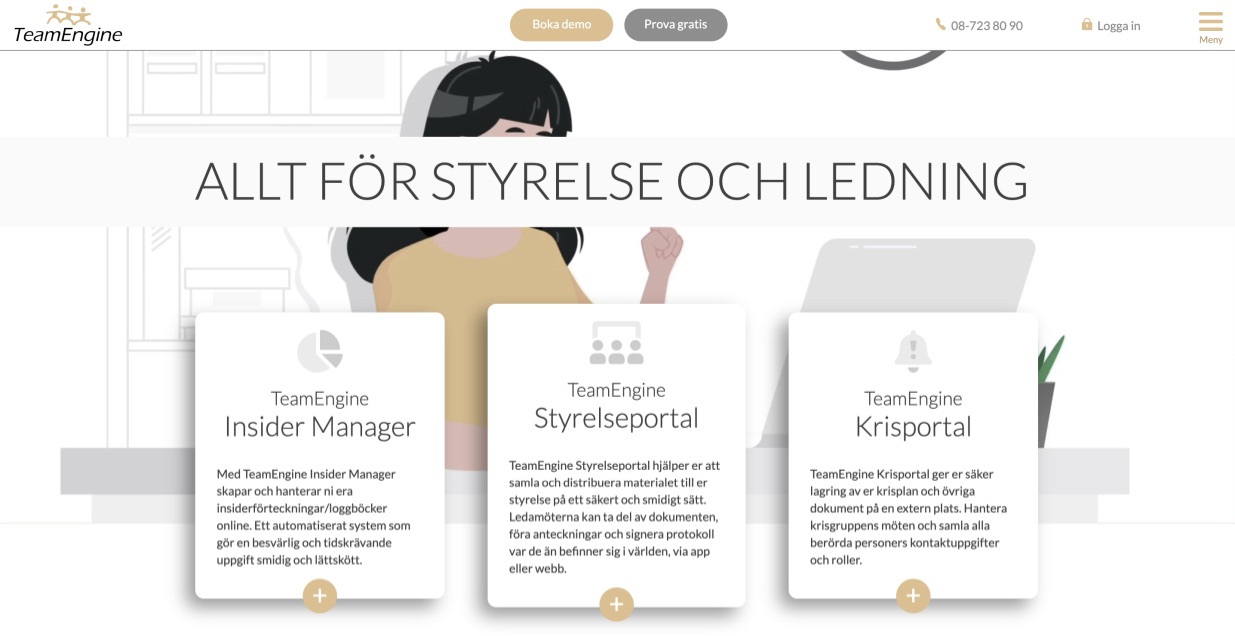 TeamEngine
Boka demo
Prova gratis
08-723 80 90
Logga in
Meny
ALLT FÖR STYRELSE OCH LEDNING
TeamEngine
Insider Manager
Med TeamEngine Insider Manager
skapar och hanterar ni era
insiderförteckningar/loggböcker
online. Ett automatiserat system som
gör en besvärlig och tidskrävande
uppgift smidig och lättskött.
TeamEngine
Styrelseportal
TeamEngine Styrelseportal hjälper er att
samla och distribuera materialet till er
styrelse på ett säkert och smidigt sätt.
Ledamöterna kan ta del av dokumenten,
föra anteckningar och signera protokoll
var de än befinner sig i världen, via app
eller webb.
TeamEngine
Krisportal
TeamEngine Krisportal ger er säker
lagring av er krisplan och övriga
dokument på en extern plats. Hantera
krisgruppens möten och samla alla
berörda personers kontaktuppgifter
och roller.